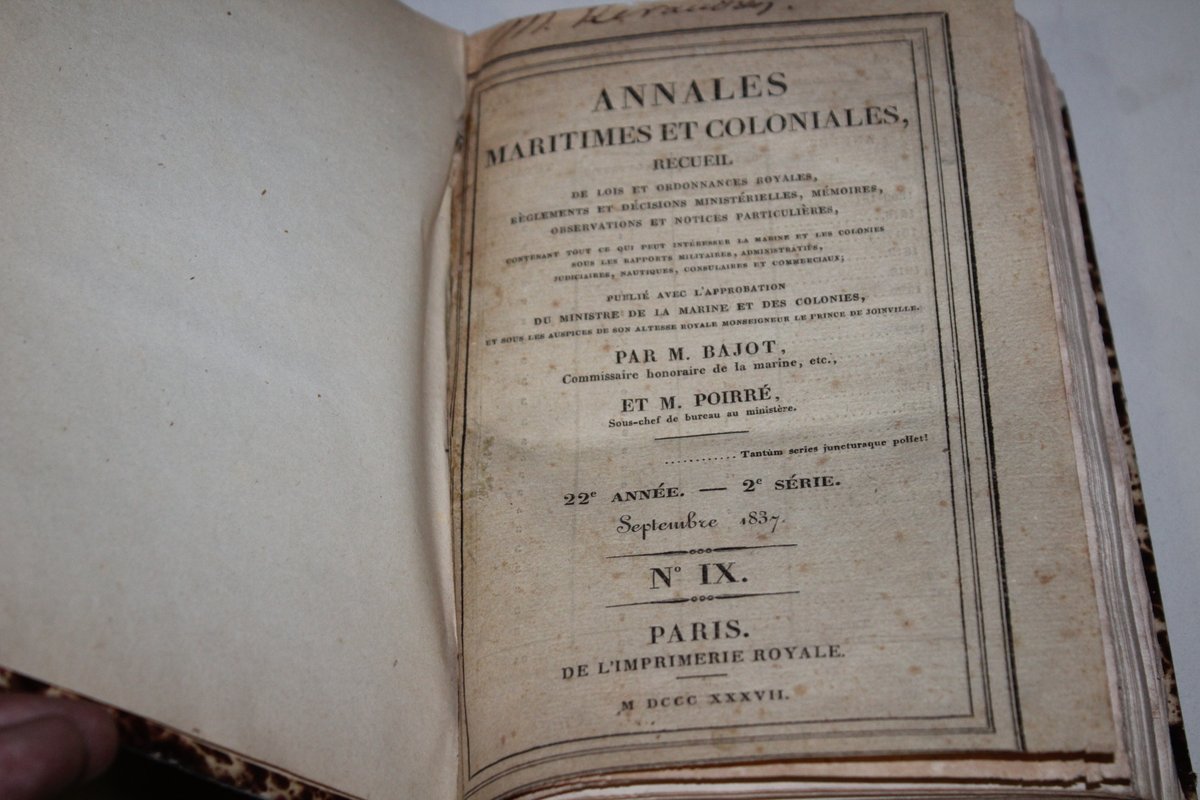 ANNALES
MARITIMES ET COLONIALES,
RECUEIL
DE LOIS ET ORDONNANCES ROYALES,
RÈGLEMENTS ET DÉCISIONS MINISTÉRIELLES, MÉMOIRES,
OBSERVATIONS ET NOTICES PARTICULIÈRES,
CONTENANT TOUT CE QUI PEUT INTÉRESSER LA MARINE ET LES COLONIES
SOUS LES RAPPORTS MILITAIRES, ADMINISTRATIFS,
JUDICIAIRES, NAUTIQUES, CONSULAIRES ET COMMERCIAUX;
PUBLIÉ AVEC L'APPROBATION
DU MINISTRE DE LA MARINE ET DES COLONIES,
ET SOUS LES AUSPICES DE SON ALTESSE ROYALE MONSEIGNEUR LE PRINCE DE JOINVILLE.
PAR M. BAJOT,
Commissaire honoraire de la marine, etc.,
ET M. POIRRÉ,
Sous-chef de bureau au ministère.
............ Tantùm series juncturaque pollet!
22e ANNÉE. — 2e SÉRIE.
Septembre 1837.
No IX.
PARIS.
DE L'IMPRIMERIE ROYALE.
M DCCC XXXVII.